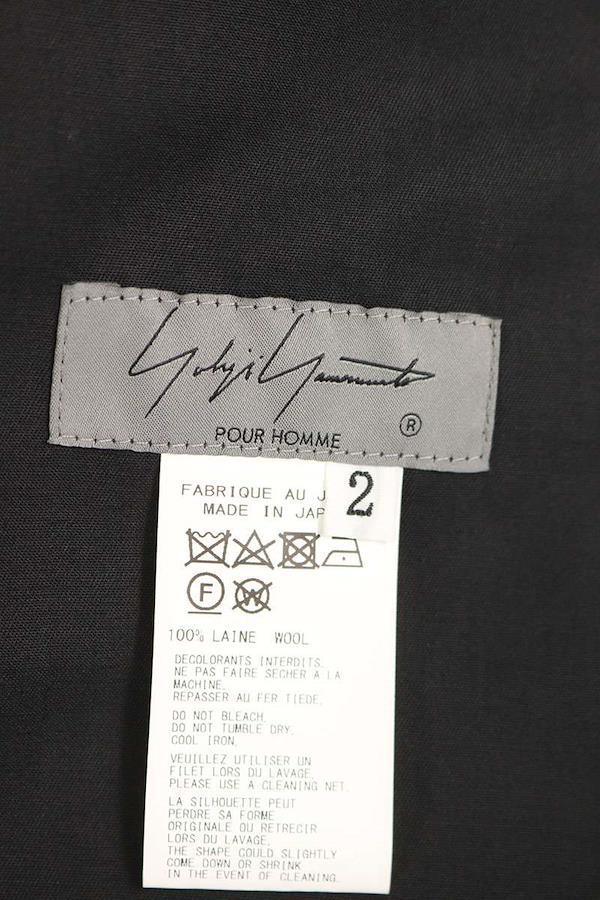 Yohji Yamamoto
POUR HOMME
®
2
FABRIQUE AU J
MADE IN JAP
F
W
100% LAINE WOOL
DECOLORANTS INTERDITS.
NE PAS FAIRE SECHER A LA
MACHINE.
REPASSER AU FER TIEDE.
DO NOT BLEACH.
DO NOT TUMBLE DRY.
COOL IRON.
VEUILLEZ UTILISER UN
FILET LORS DU LAVAGE.
PLEASE USE A CLEANING NET.
LA SILHOUETTE PEUT
PERDRE SA FORME
ORIGINALE OU RETRECIR
LORS DU LAVAGE.
THE SHAPE COULD SLIGHTLY
COME DOWN OR SHRINK
IN THE EVENT OF CLEANING.